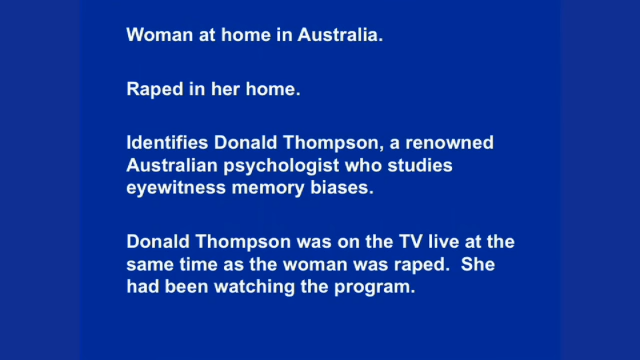 Woman at home in Australia.
Raped in her home.
Identifies Donald Thompson, a renowned
Australian psychologist who studies
eyewitness memory biases.
Donald Thompson was on the TV live at the
same time as the woman was raped.  She
had been watching the program.